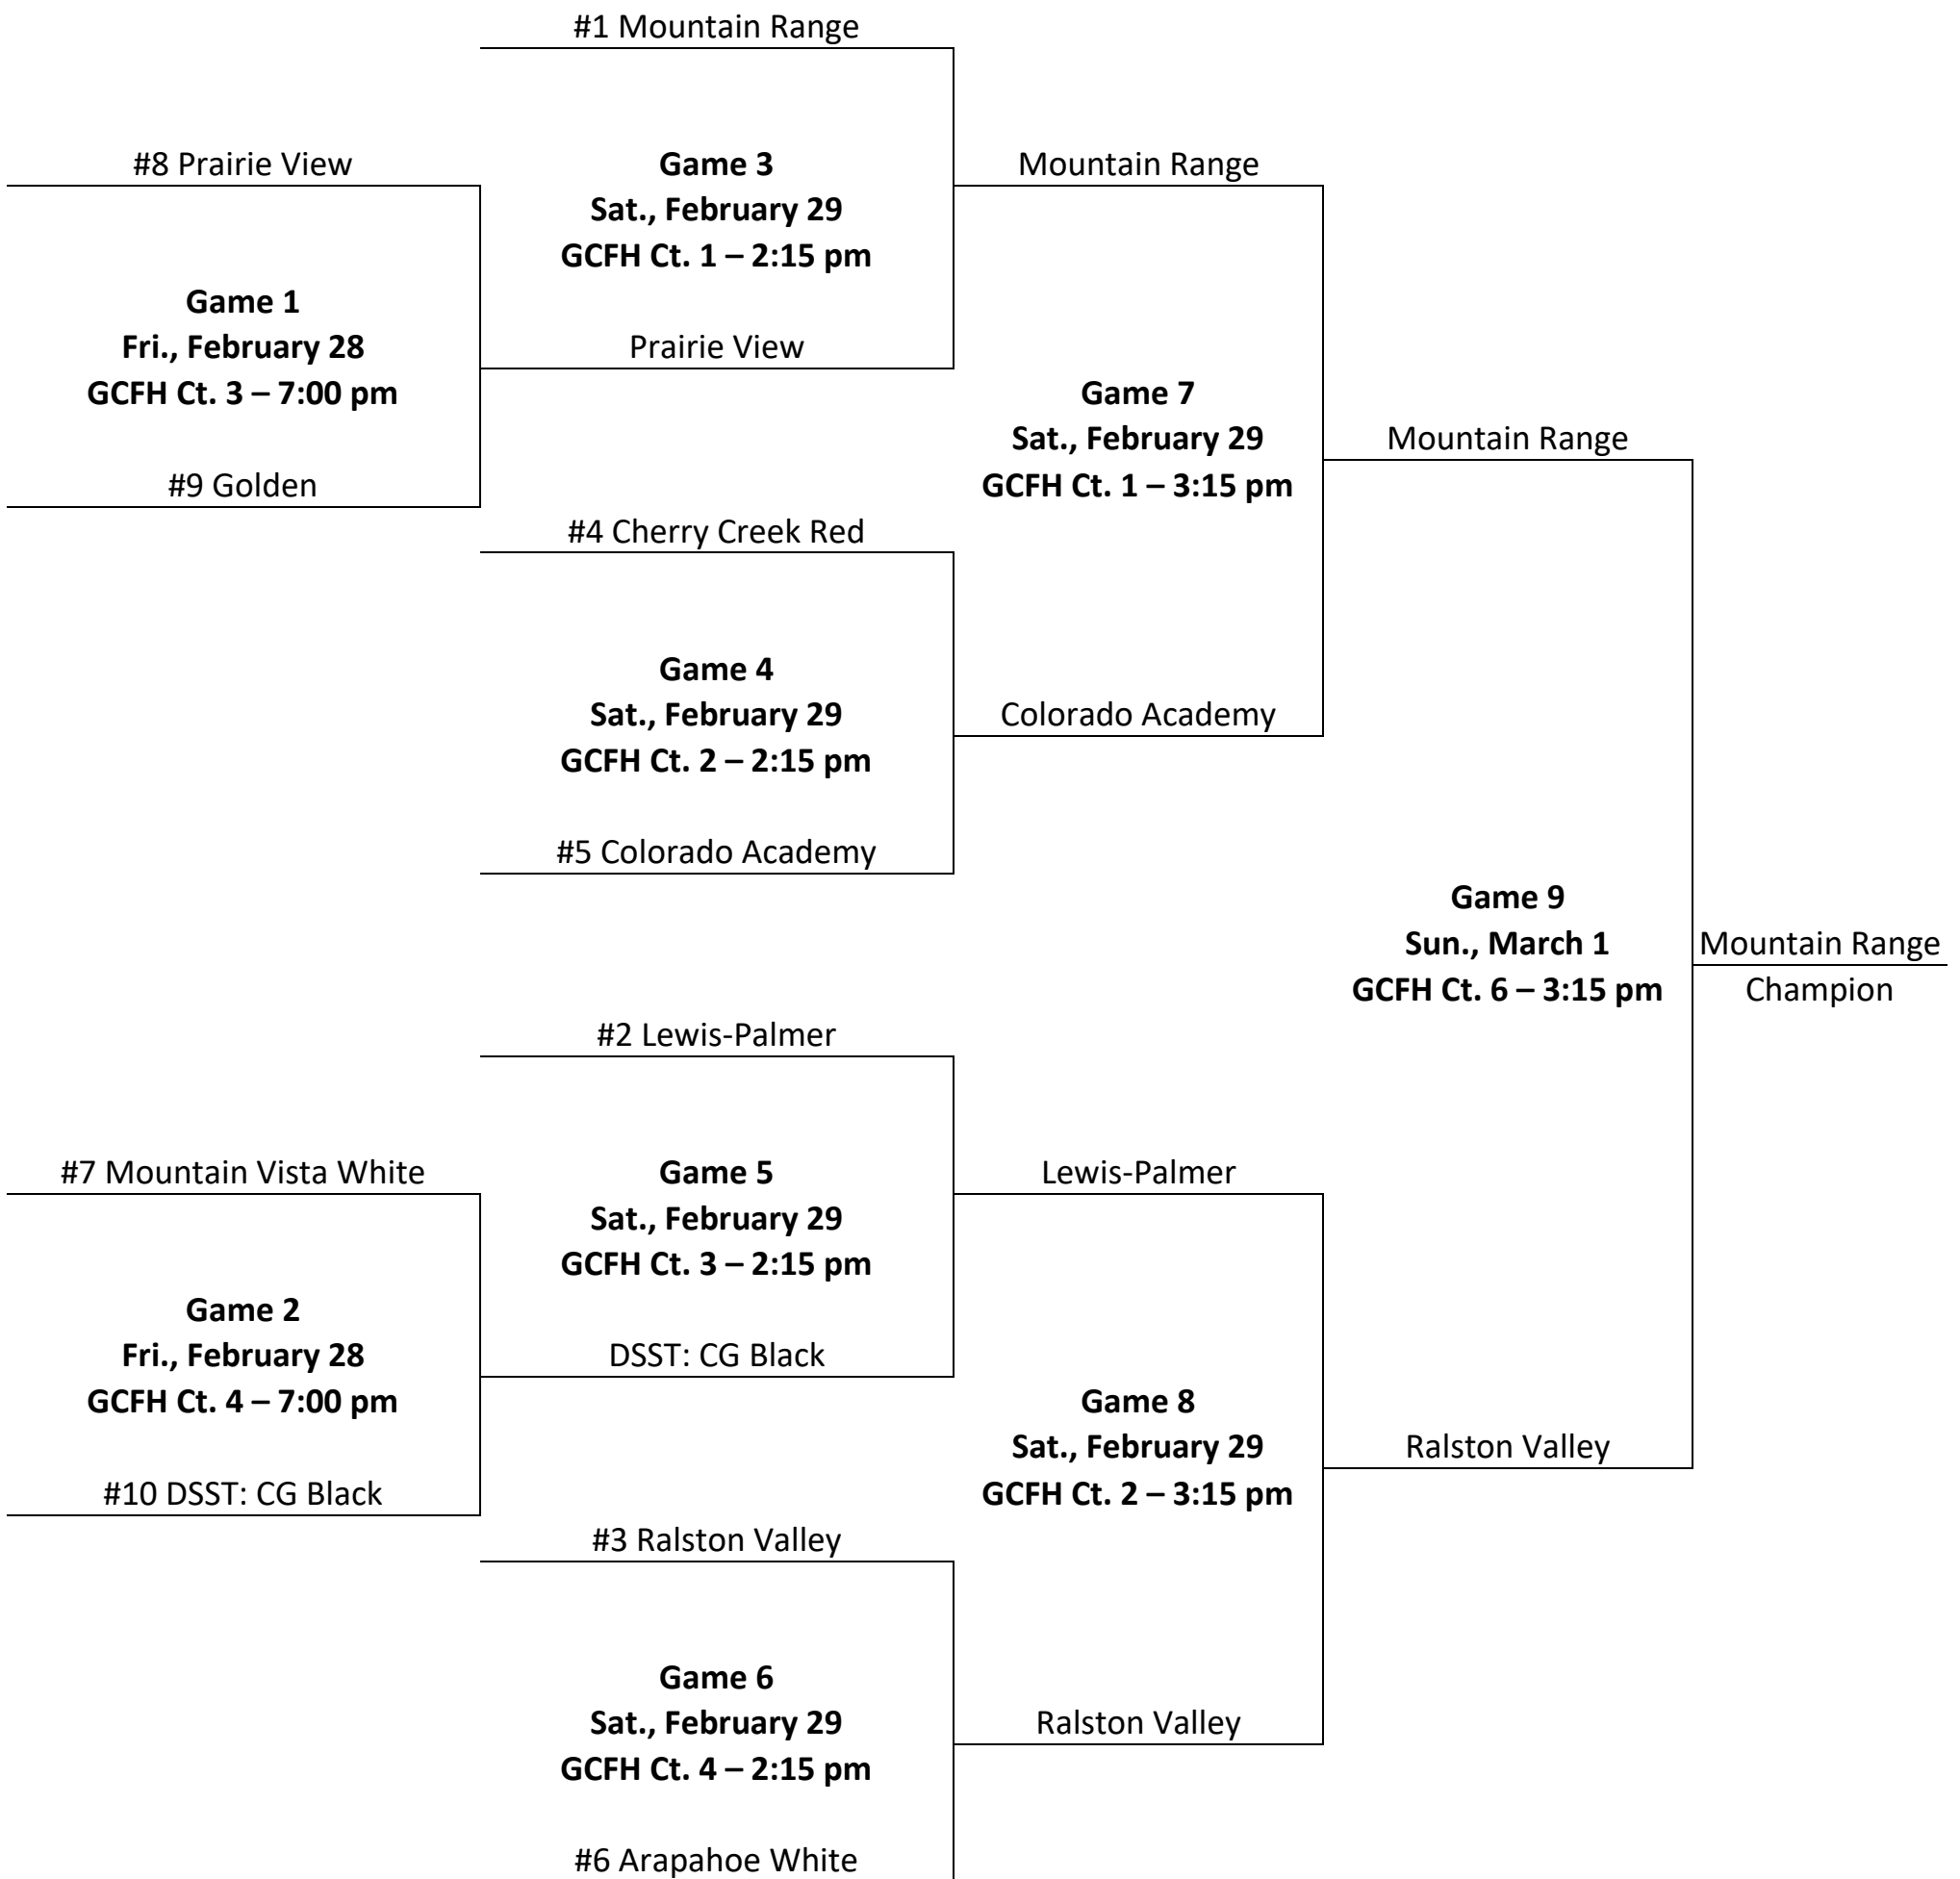 #1 Mountain Range
#8 Prairie View
Game 3
Sat., February 29
GCFH Ct. 1 – 2:15 pm
Mountain Range
Game 1
Fri., February 28
GCFH Ct. 3 – 7:00 pm
Prairie View
#9 Golden
Game 7
Sat., February 29
GCFH Ct. 1 – 3:15 pm
Mountain Range
#4 Cherry Creek Red
Game 4
Sat., February 29
GCFH Ct. 2 – 2:15 pm
Colorado Academy
#5 Colorado Academy
Game 9
Sun., March 1
GCFH Ct. 6 – 3:15 pm
Mountain Range
Champion
#2 Lewis-Palmer
#7 Mountain Vista White
Game 5
Sat., February 29
GCFH Ct. 3 – 2:15 pm
Lewis-Palmer
Game 2
Fri., February 28
GCFH Ct. 4 – 7:00 pm
DSST: CG Black
#10 DSST: CG Black
Game 8
Sat., February 29
GCFH Ct. 2 – 3:15 pm
Ralston Valley
#3 Ralston Valley
Game 6
Sat., February 29
GCFH Ct. 4 – 2:15 pm
Ralston Valley
#6 Arapahoe White